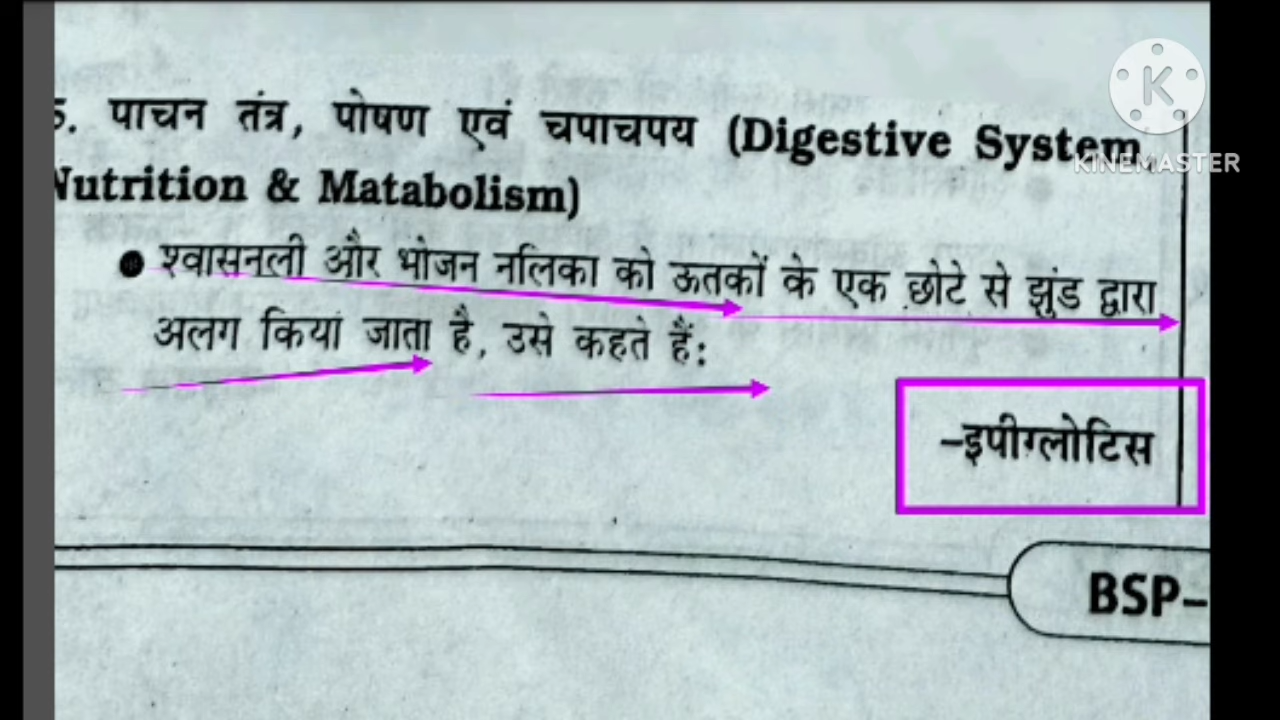 5. पाचन तंत्र, पोषण एवं चपाचपय (Digestive System,
Nutrition & Matabolism)
● श्वासनली और भोजन नलिका को ऊतकों के एक छोटे से झुंड द्वारा
अलग किया जाता है, उसे कहते हैं:
–इपीग्लोटिस
BSP–
KINEMASTER